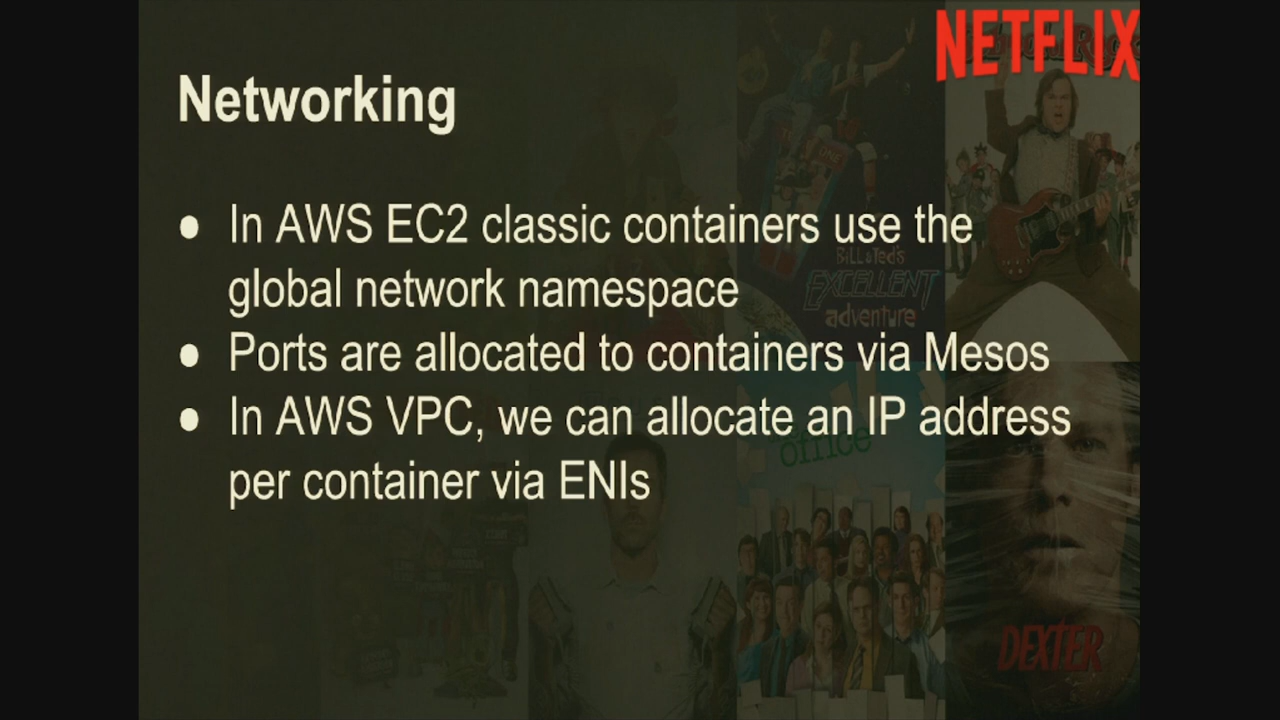 NETFLIX
Networking
● In AWS EC2 classic containers use the
global network namespace
● Ports are allocated to containers via Mesos
● In AWS VPC, we can allocate an IP address
per container via ENIs
BILL & TED'S
EXCELLENT
adventure
office
DEXTER